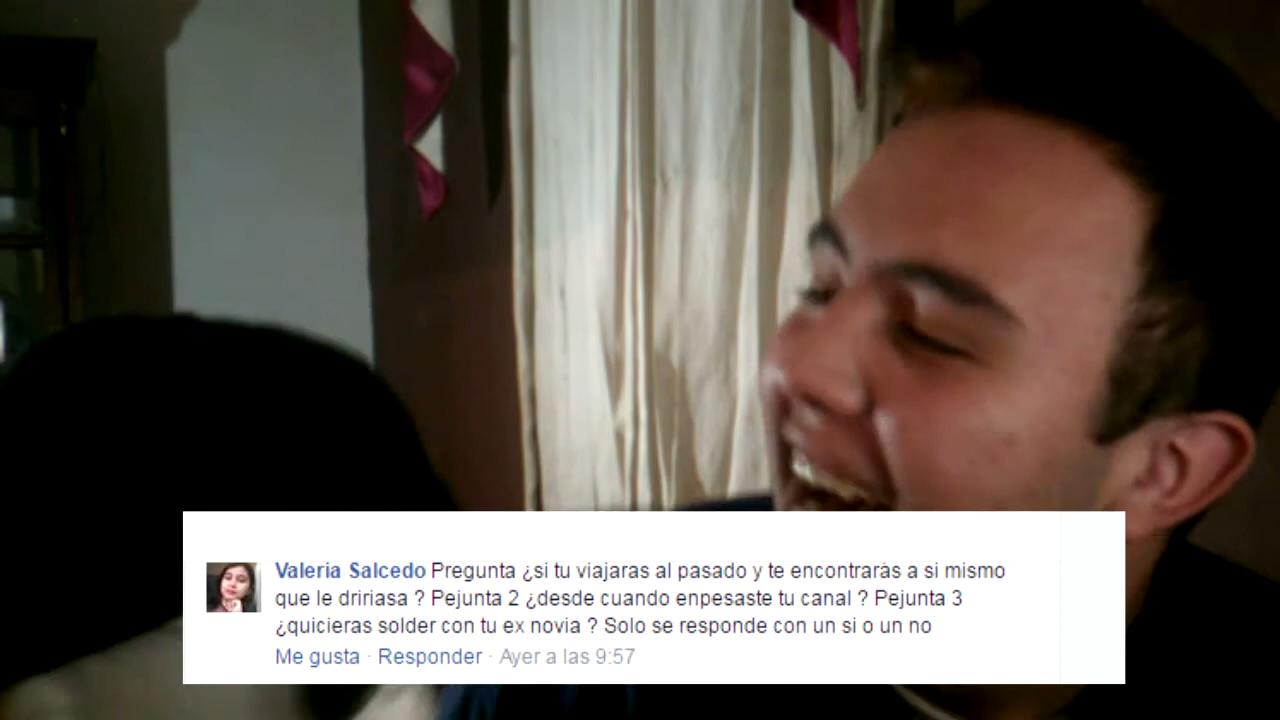 Valeria Salcedo Pregunta ¿si tu viajaras al pasado y te encontraras a si mismo
que le dririasa ? Pejunta 2 ¿desde cuando enpesaste tu canal ? Pejunta 3
¿quicieras solder con tu ex novia ? Solo se responde con un si o un no
Me gusta · Responder · Ayer a las 9:57